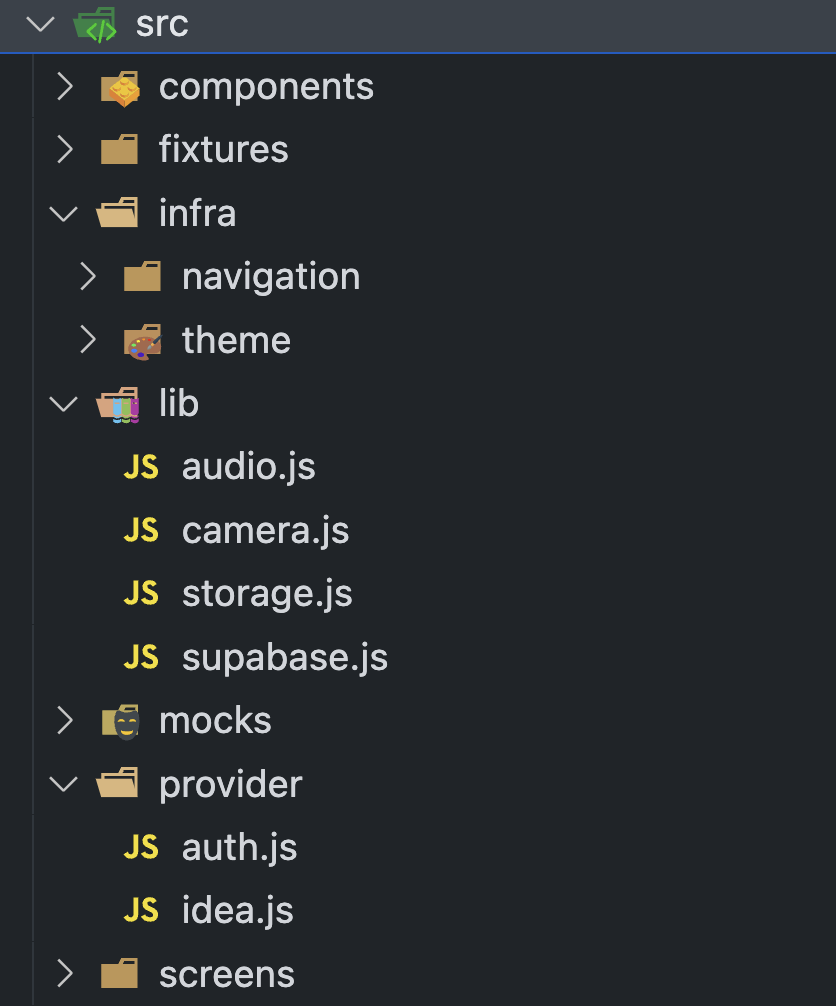 src
components
fixtures
infra
navigation
theme
lib
JS audio.js
JS camera.js
JS storage.js
JS supabase.js
mocks
provider
JS auth.js
JS idea.js
screens